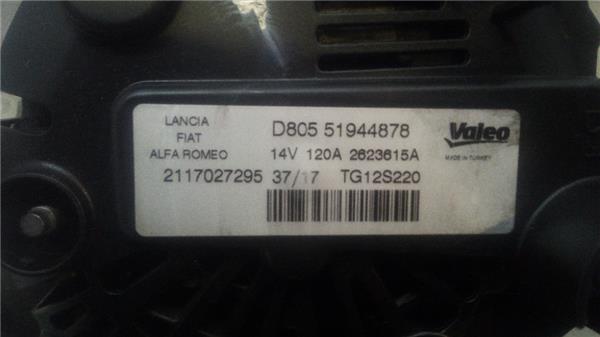 LANCIA
FIAT
ALFA ROMEO
D805 51944878
14V 120A 2623615A
2117027295 37/17 TG12S220
Valeo
MADE IN TURKEY